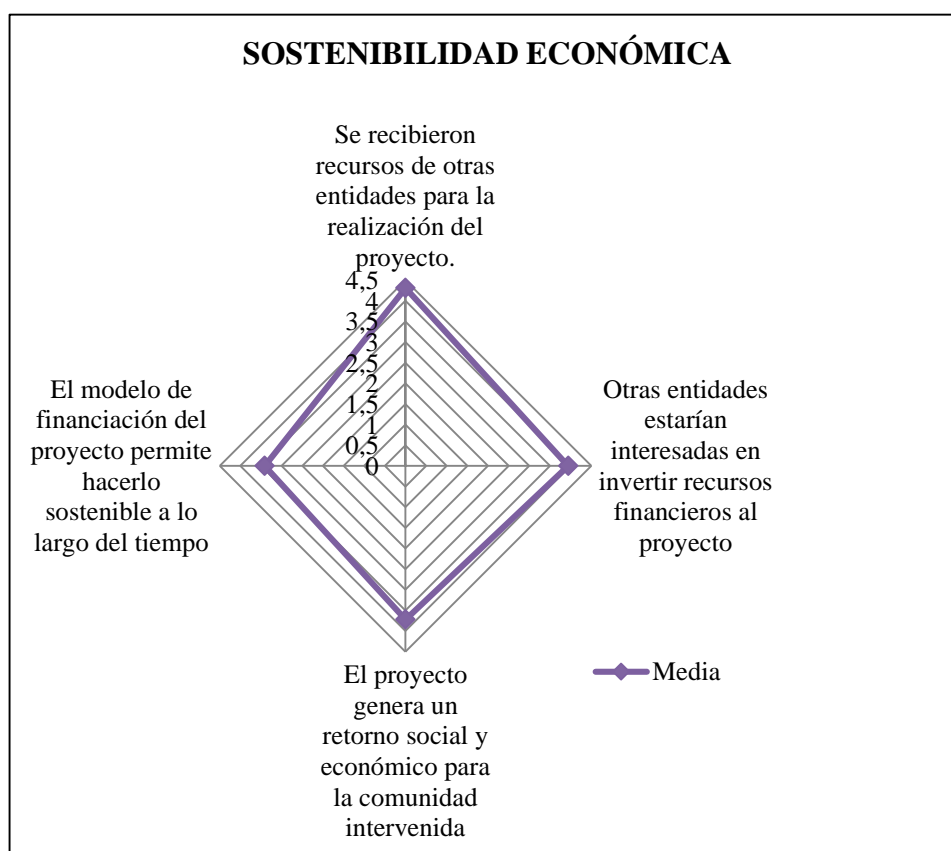 SOSTENIBILIDAD ECONÓMICA
Se recibieron
recursos de otras
entidades para la
realización del
proyecto.
4,5
4
3,5
3
2,5
2
1,5
1
0,5
0
El modelo de
financiación del
proyecto permite
hacerlo
sostenible a lo
largo del tiempo
Otras entidades
estarían
interesadas en
invertir recursos
financieros al
proyecto
El proyecto
genera un
retorno social y
económico para
la comunidad
intervenida
Media